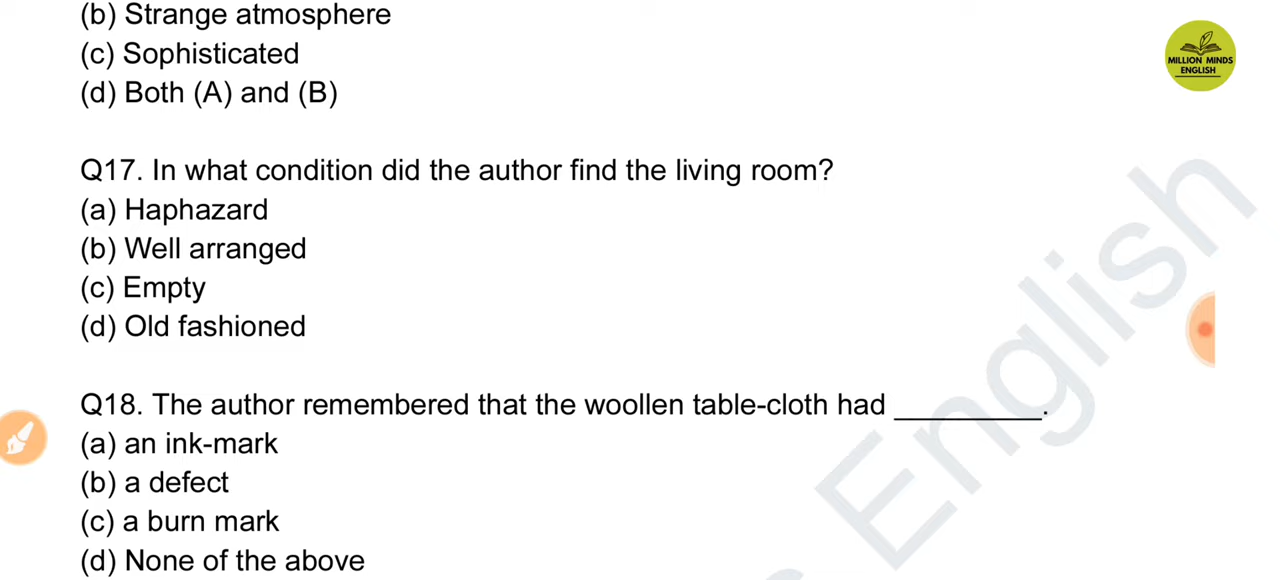 (b) Strange atmosphere
(c) Sophisticated
(d) Both (A) and (B)
MILLION MINDS
ENGLISH
Q17. In what condition did the author find the living room?
(a) Haphazard
(b) Well arranged
(c) Empty
(d) Old fashioned
Q18. The author remembered that the woollen table-cloth had __________.
(a) an ink-mark
(b) a defect
(c) a burn mark
(d) None of the above
English